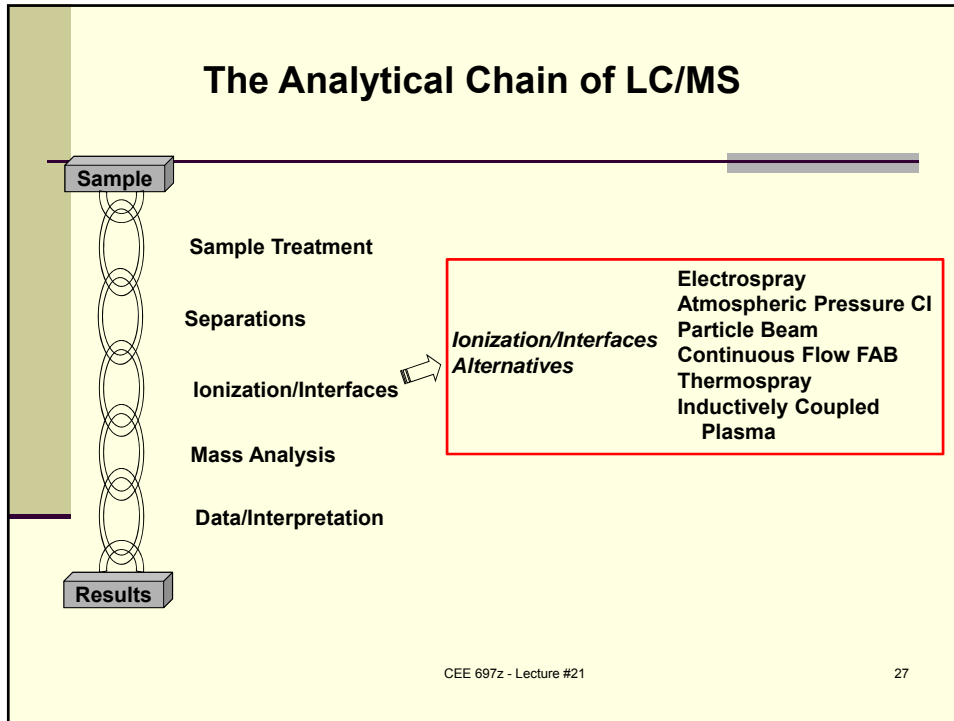 The Analytical Chain of LC/MS
Sample
Sample Treatment
Separations
Ionization/Interfaces
Mass Analysis
Data/Interpretation
Results
Ionization/Interfaces
Alternatives
Electrospray
Atmospheric Pressure CI
Particle Beam
Continuous Flow FAB
Thermospray
Inductively Coupled
Plasma
CEE 697z - Lecture #21
27